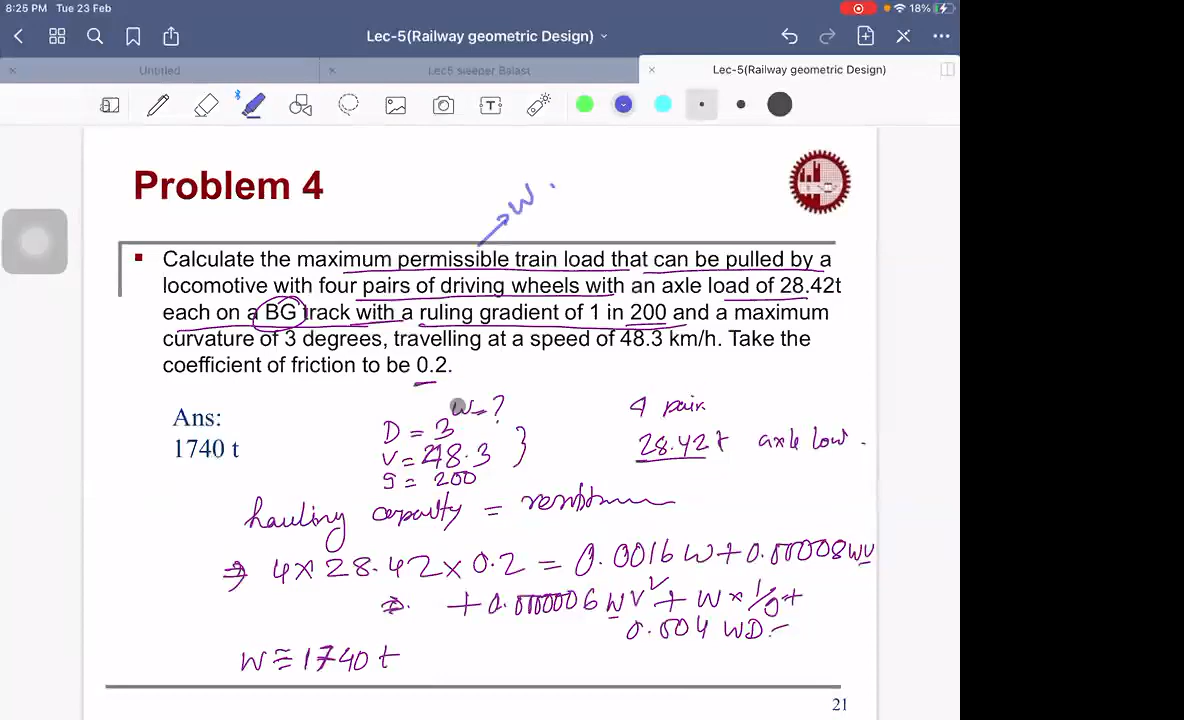 8:25 PM Tue 23 Feb
18%
Lec-5(Railway geometric Design)
Untitled
Lec5 sleeper Balast
Lec-5(Railway geometric Design)
Problem 4
W.
Calculate the maximum permissible train load that can be pulled by a
locomotive with four pairs of driving wheels with an axle load of 28.42t
each on a BG track with a ruling gradient of 1 in 200 and a maximum
curvature of 3 degrees, travelling at a speed of 48.3 km/h. Take the
coefficient of friction to be 0.2.
Ans:
1740 t
W=?
D = 3
V = 48.3
g = 200
4 pair
28.42t axle low.
hauling capacity =
⇒ 4×28.42×0.2 = 0.0016 W + 0.00008WV
+ 0.0000006 WV² + W × 1/g +
0.004 WD
W ≅ 1740 t
21